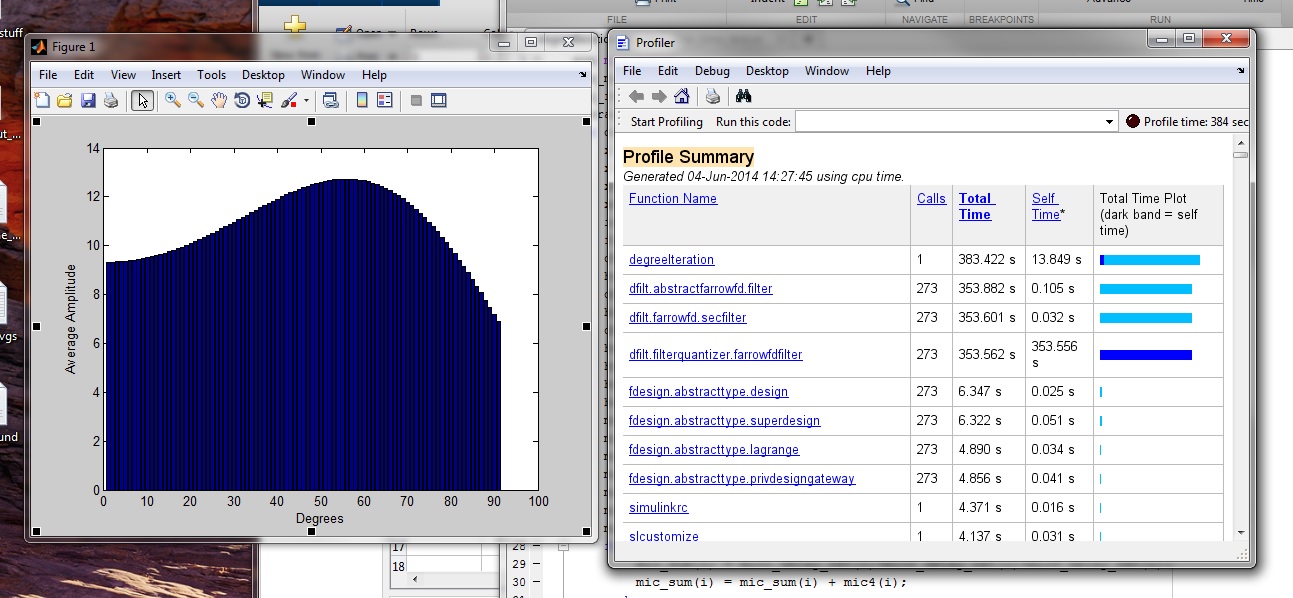 stuff
ut_...
e_...
vgs
und
FILE EDIT NAVIGATE BREAKPOINTS RUN
Figure 1
File Edit View Insert Tools Desktop Window Help
14
12
10
8
6
4
2
0
Average Amplitude
0 10 20 30 40 50 60 70 80 90 100
Degrees
17
18
Profiler
File Edit Debug Desktop Window Help
Start Profiling Run this code: Profile time: 384 sec
Profile Summary
Generated 04-Jun-2014 14:27:45 using cpu time.
Function Name Calls Total Time Self Time* Total Time Plot (dark band = self time)
degreeIteration 1 383.422 s 13.849 s
dfilt.abstractfarrowfd.filter 273 353.882 s 0.105 s
dfilt.farrowfd.secfilter 273 353.601 s 0.032 s
dfilt.filterquantizer.farrowfdfilter 273 353.562 s 353.556 s
fdesign.abstracttype.design 273 6.347 s 0.025 s
fdesign.abstracttype.superdesign 273 6.322 s 0.051 s
fdesign.abstracttype.lagrange 273 4.890 s 0.034 s
fdesign.abstracttype.privdesigngateway 273 4.856 s 0.041 s
simulinkrc 1 4.371 s 0.016 s
slcustomize 1 4.137 s 0.031 s
28
29
30 mic_sum(i) = mic_sum(i) + mic4(i);